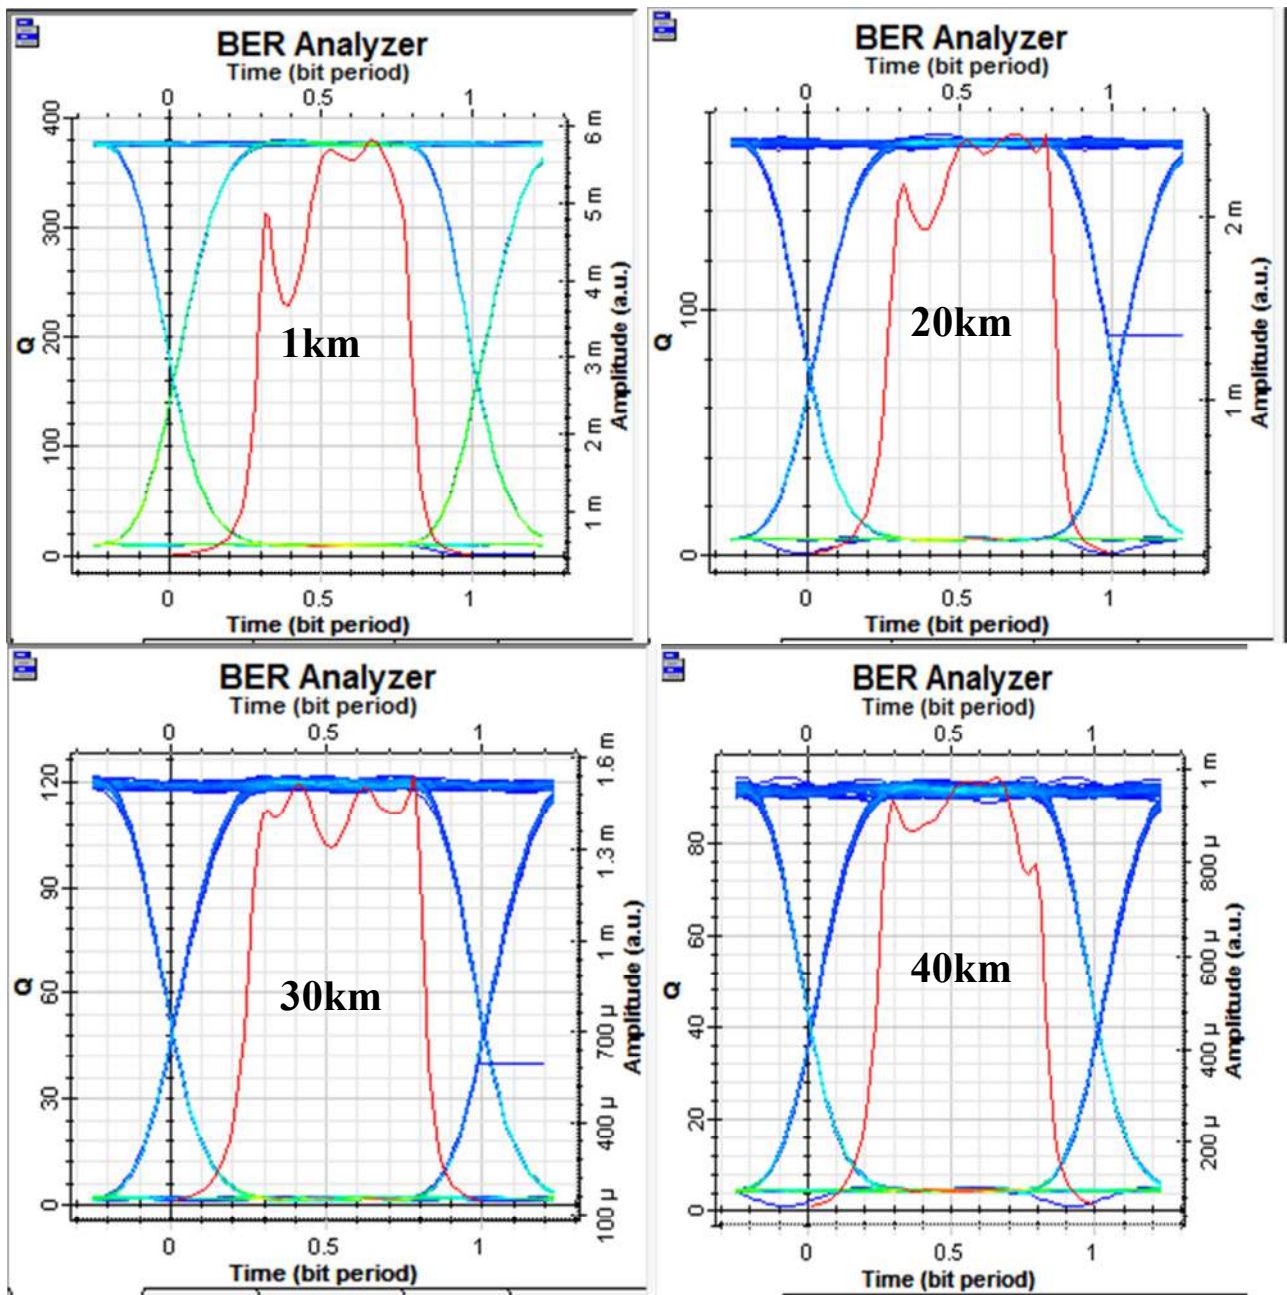 BER Analyzer
Time (bit period)
0 0.5 1
400
300
200
100
0
Q
1km
6 m
5 m
4 m
3 m
2 m
1 m
Amplitude (a.u.)
0 0.5 1
Time (bit period)
BER Analyzer
Time (bit period)
0 0.5 1
100
0
Q
20km
2 m
1 m
Amplitude (a.u.)
0 0.5 1
Time (bit period)
BER Analyzer
Time (bit period)
0 0.5 1
120
90
60
30
0
Q
30km
1.6 m
1.3 m
1 m
700 µ
400 µ
100 µ
Amplitude (a.u.)
0 0.5 1
Time (bit period)
BER Analyzer
Time (bit period)
0 0.5 1
80
60
40
20
0
Q
40km
1 m
800 µ
600 µ
400 µ
200 µ
Amplitude (a.u.)
0 0.5 1
Time (bit period)